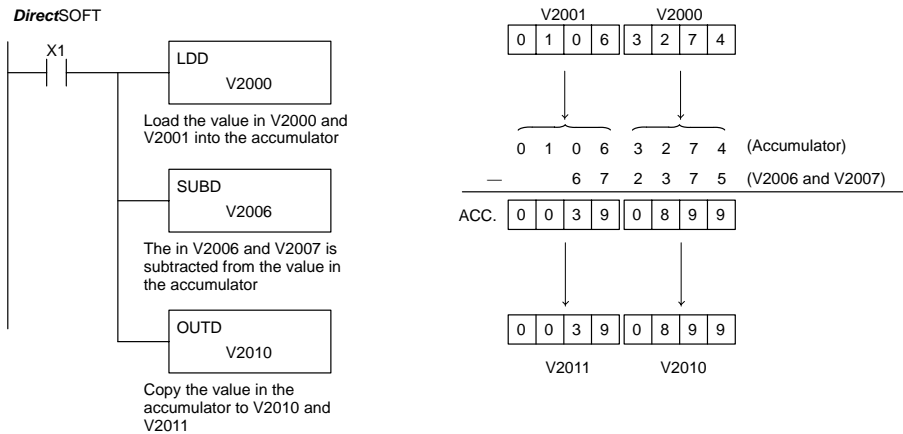 DirectSOFT
X1
LDD
V2000
Load the value in V2000 and
V2001 into the accumulator
SUBD
V2006
The in V2006 and V2007 is
subtracted from the value in
the accumulator
OUTD
V2010
Copy the value in the
accumulator to V2010 and
V2011
V2001 V2000
0 1 0 6 3 2 7 4
0 1 0 6 3 2 7 4 (Accumulator)
— 6 7 2 3 7 5 (V2006 and V2007)
ACC. 0 0 3 9 0 8 9 9
0 0 3 9 0 8 9 9
V2011 V2010